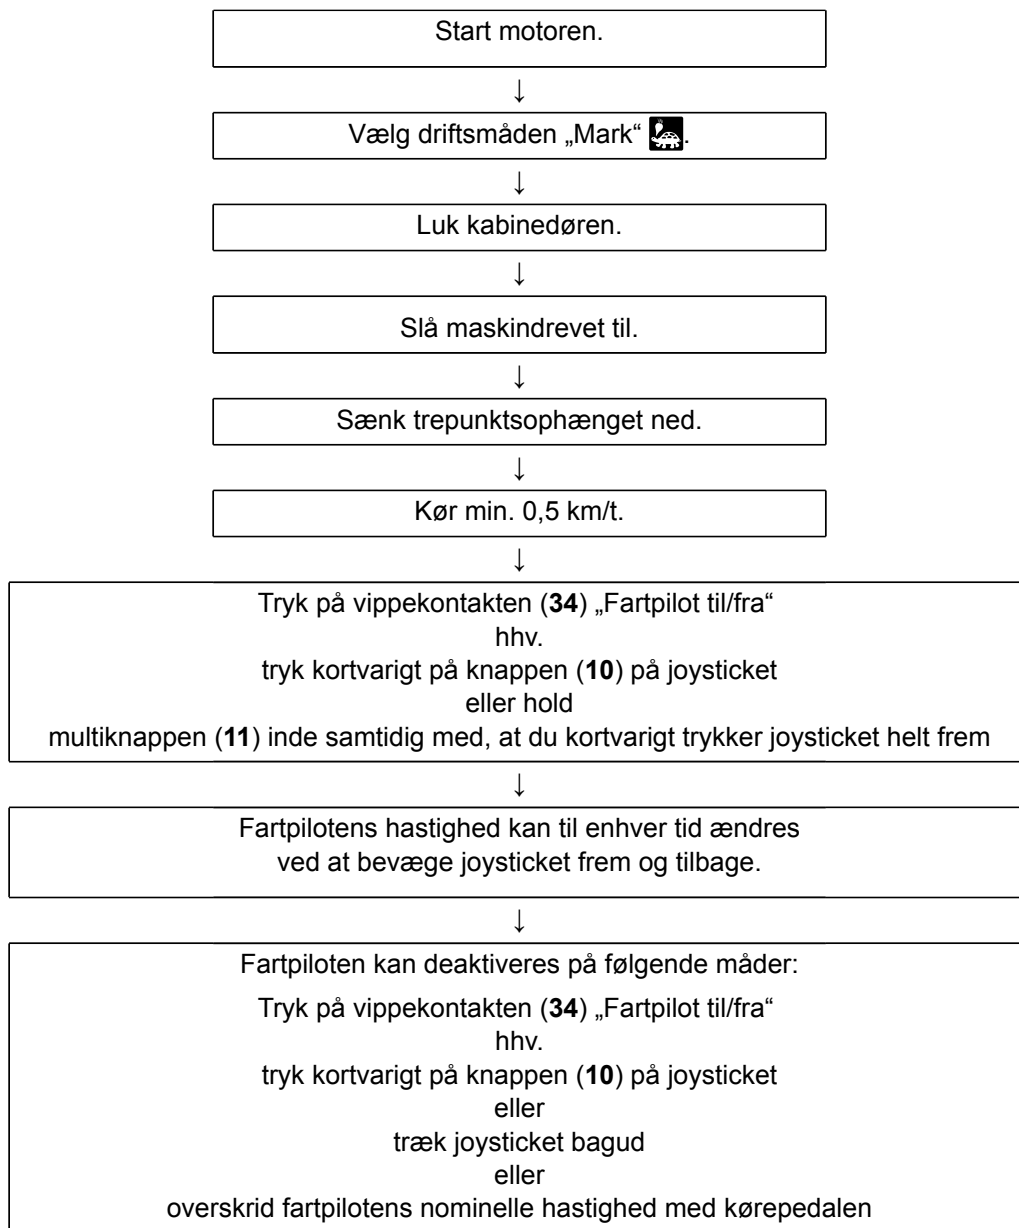 Start motoren.
↓
Vælg driftsmåden „Mark“ .
↓
Luk kabinedøren.
↓
Slå maskindrevet til.
↓
Sænk trepunktsophænget ned.
↓
Kør min. 0,5 km/t.
↓
Tryk på vippekontakten (34) „Fartpilot til/fra“
hhv.
tryk kortvarigt på knappen (10) på joysticket
eller hold
multiknappen (11) inde samtidig med, at du kortvarigt trykker joysticket helt frem
↓
Fartpilotens hastighed kan til enhver tid ændres
ved at bevæge joysticket frem og tilbage.
↓
Fartpiloten kan deaktiveres på følgende måder:
Tryk på vippekontakten (34) „Fartpilot til/fra“
hhv.
tryk kortvarigt på knappen (10) på joysticket
eller
træk joysticket bagud
eller
overskrid fartpilotens nominelle hastighed med kørepedalen